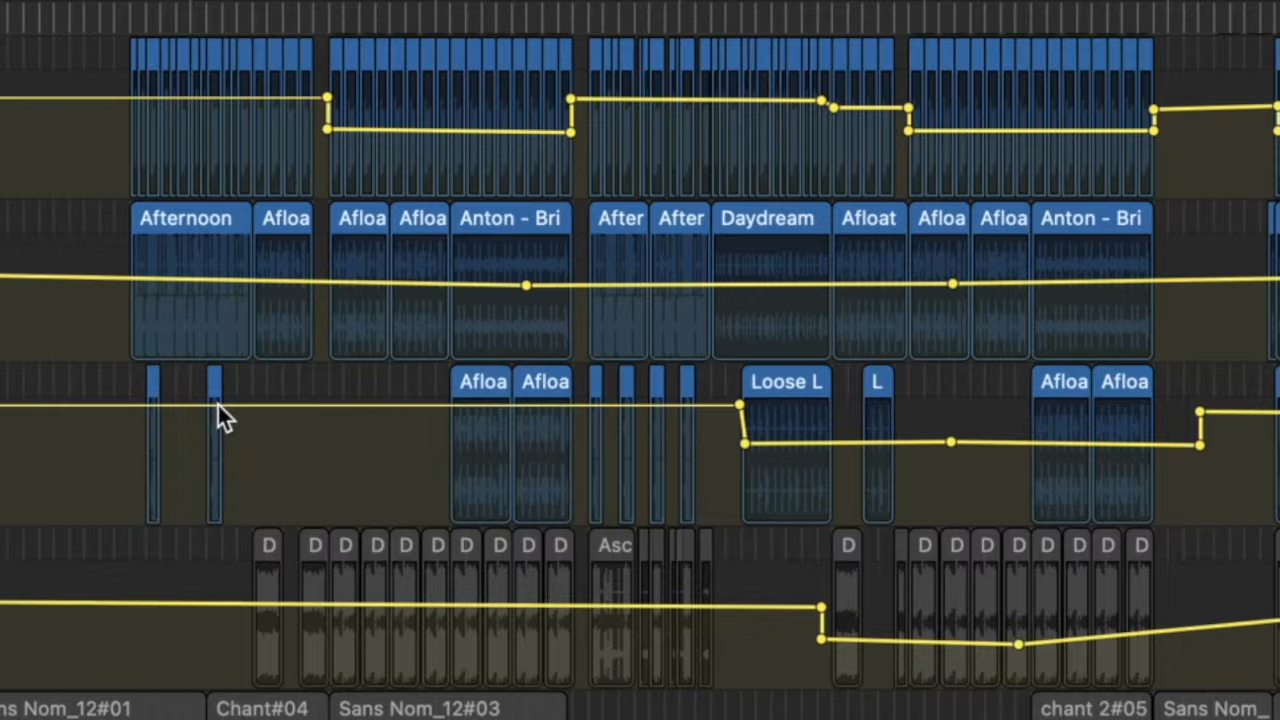 Afternoon Afloa Afloa Afloa Anton - Bri After After Daydream Afloat Afloa Afloa Anton - Bri
Afloa Afloa Loose L L Afloa Afloa
D D D D D D D D D D Asc D D D D D D D D D
ns Nom_12#01 Chant#04 Sans Nom_12#03 chant 2#05 Sans Nom_